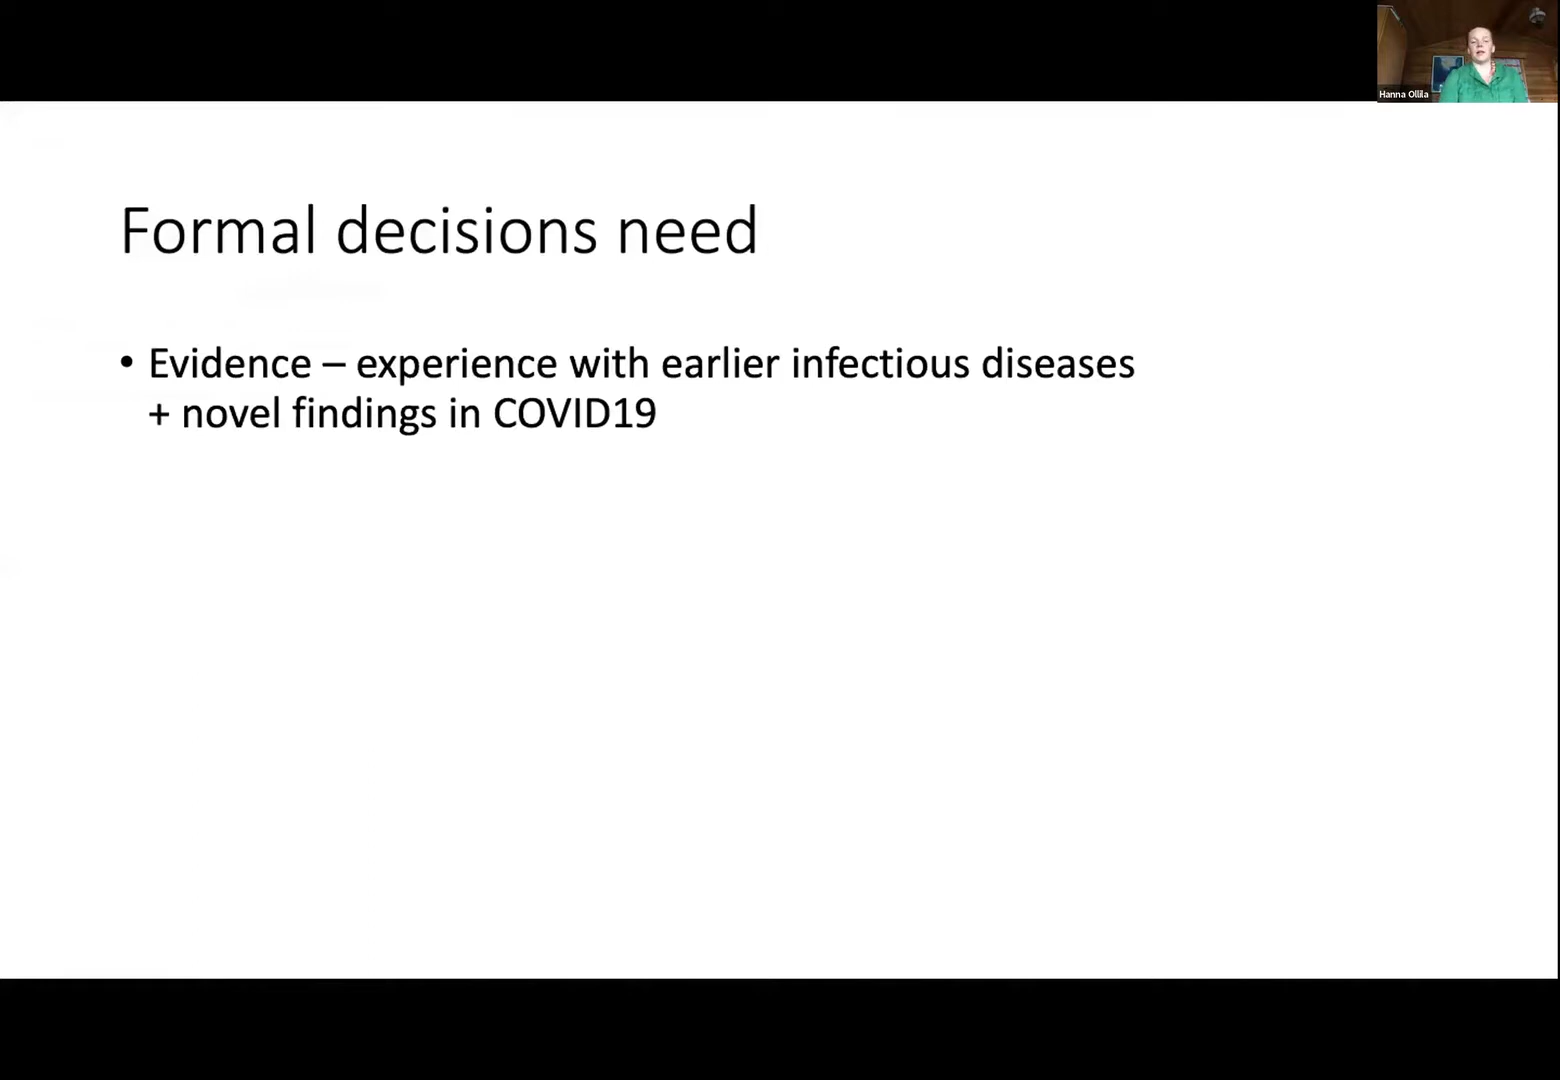 Hanna Ollila
Formal decisions need
• Evidence – experience with earlier infectious diseases
+ novel findings in COVID19